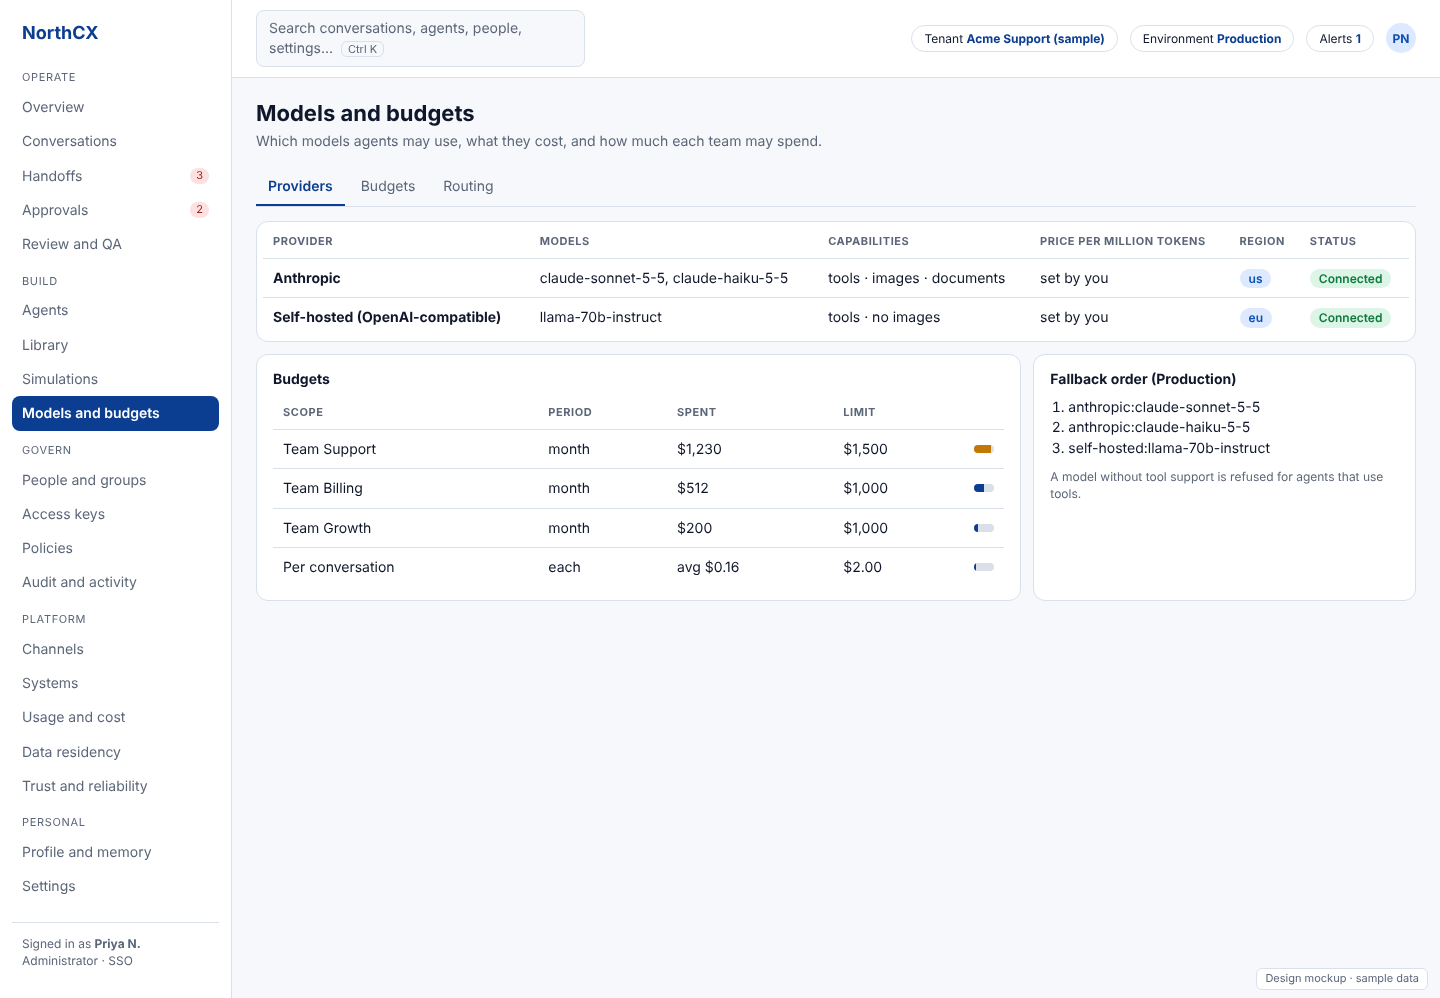 NorthCX
OPERATE
Overview
Conversations
Handoffs 3
Approvals 2
Review and QA
BUILD
Agents
Library
Simulations
Models and budgets
GOVERN
People and groups
Access keys
Policies
Audit and activity
PLATFORM
Channels
Systems
Usage and cost
Data residency
Trust and reliability
PERSONAL
Profile and memory
Settings
Signed in as Priya N.
Administrator · SSO
Search conversations, agents, people,
settings... Ctrl K
Tenant Acme Support (sample)
Environment Production
Alerts 1
PN
Models and budgets
Which models agents may use, what they cost, and how much each team may spend.
Providers Budgets Routing
PROVIDER MODELS CAPABILITIES PRICE PER MILLION TOKENS REGION STATUS
Anthropic claude-sonnet-5-5, claude-haiku-5-5 tools · images · documents set by you us Connected
Self-hosted (OpenAI-compatible) llama-70b-instruct tools · no images set by you eu Connected
Budgets
SCOPE PERIOD SPENT LIMIT
Team Support month $1,230 $1,500
Team Billing month $512 $1,000
Team Growth month $200 $1,000
Per conversation each avg $0.16 $2.00
Fallback order (Production)
1. anthropic:claude-sonnet-5-5
2. anthropic:claude-haiku-5-5
3. self-hosted:llama-70b-instruct
A model without tool support is refused for agents that use
tools.
Design mockup · sample data